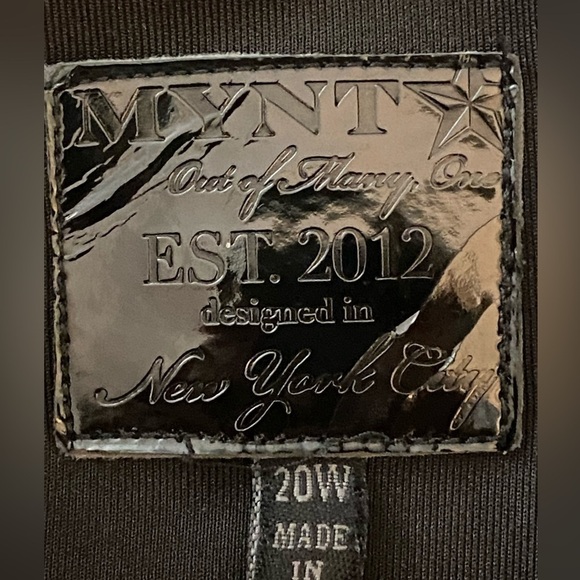 MYNT
Out of Many, One
EST. 2012
designed in
New York City
20W
MADE
IN